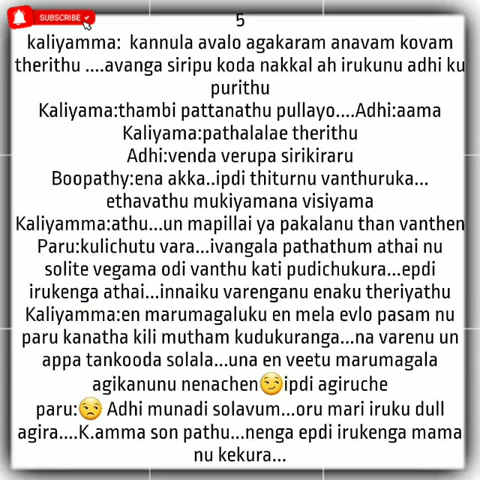 SUBSCRIBE
5
kaliyamma: kannula avalo agakaram anavam kovam
therithu ....avanga siripu koda nakkal ah irukunu adhi ku
purithu
Kaliyama:thambi pattanathu pullayo....Adhi:aama
Kaliyama:pathalalae therithu
Adhi:venda verupa sirikiraru
Boopathy:ena akka..ipdi thiturnu vanthuruka...
ethavathu mukiyamana visiyama
Kaliyamma:athu...un mapillai ya pakalanu than vanthen
Paru:kulichutu vara...ivangala pathathum athai nu
solite vegama odi vanthu kati pudichukura...epdi
irukenga athai...innaiku varenganu enaku theriyathu
Kaliyamma:en marumagaluku en mela evlo pasam nu
paru kanatha kili mutham kudukuranga...na varenu un
appa tankooda solala...una en veetu marumagala
agikanunu nenachen😏ipdi agiruche
paru:😒 Adhi munadi solavum...oru mari iruku dull
agira....K.amma son pathu...nenga epdi irukenga mama
nu kekura...